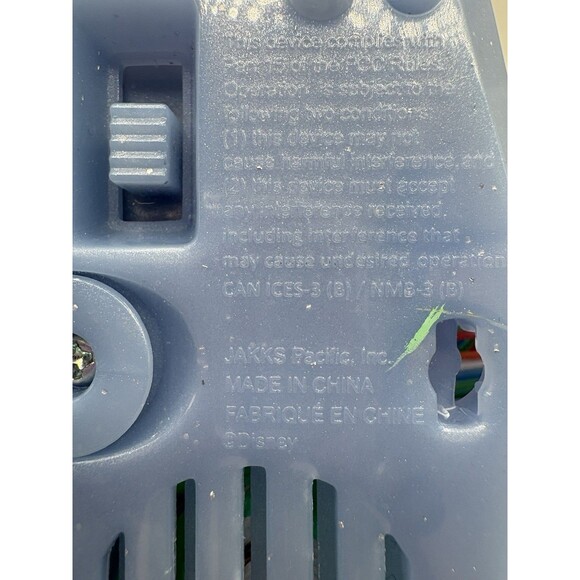 This device complies with
Part 15 of the FCC Rules.
Operation is subject to the
following two conditions:
(1) this device may not
cause harmful interference, and
(2) this device must accept
any interference received,
including interference that
may cause undesired operation
CAN ICES-3 (B) / NMB-3 (B)
JAKKS Pacific, Inc.
MADE IN CHINA
FABRIQUÉ EN CHINE
©Disney